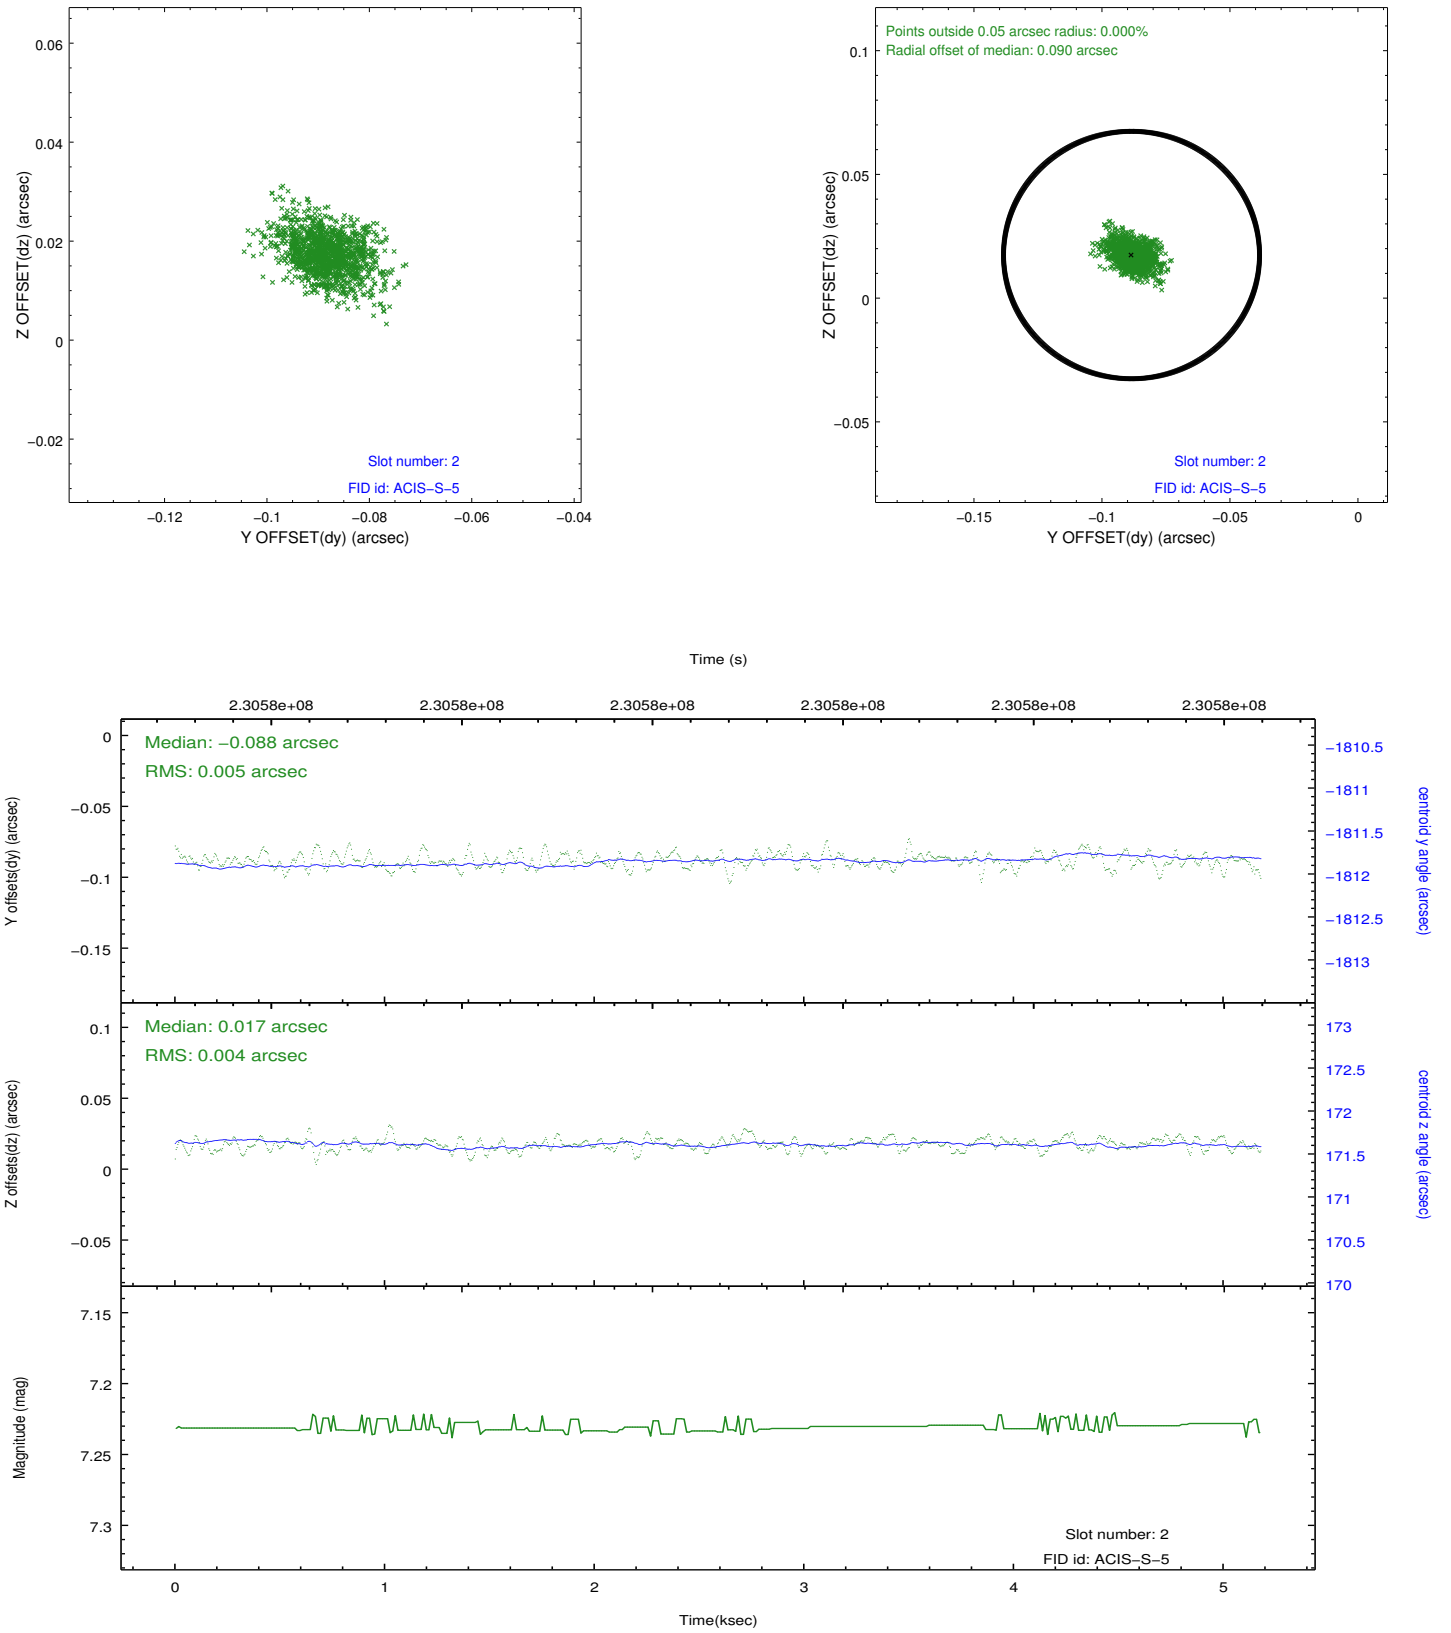 0.06
0.04
0.02
0
−0.02
Z OFFSET(dz) (arcsec)
Slot number: 2
FID id: ACIS−S−5
−0.12
−0.1
−0.08
−0.06
−0.04
Y OFFSET(dy) (arcsec)
Points outside 0.05 arcsec radius: 0.000%
Radial offset of median: 0.090 arcsec
0.1
0.05
0
−0.05
Z OFFSET(dz) (arcsec)
Slot number: 2
FID id: ACIS−S−5
−0.15
−0.1
−0.05
0
Y OFFSET(dy) (arcsec)
Time (s)
2.3058e+08
2.3058e+08
2.3058e+08
2.3058e+08
2.3058e+08
2.3058e+08
Median: −0.088 arcsec
RMS: 0.005 arcsec
0
−0.05
−0.1
−0.15
Y offsets(dy) (arcsec)
−1810.5
−1811
−1811.5
−1812
−1812.5
−1813
centroid y angle (arcsec)
Median: 0.017 arcsec
RMS: 0.004 arcsec
0.1
0.05
0
−0.05
Z offsets(dz) (arcsec)
173
172.5
172
171.5
171
170.5
170
centroid z angle (arcsec)
7.15
7.2
7.25
7.3
Magnitude (mag)
Slot number: 2
FID id: ACIS−S−5
0
1
2
3
4
5
Time(ksec)